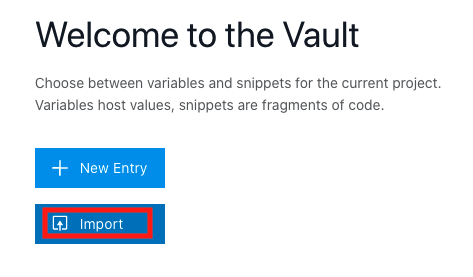 Welcome to the Vault
Choose between variables and snippets for the current project.
Variables host values, snippets are fragments of code.
New Entry
Import